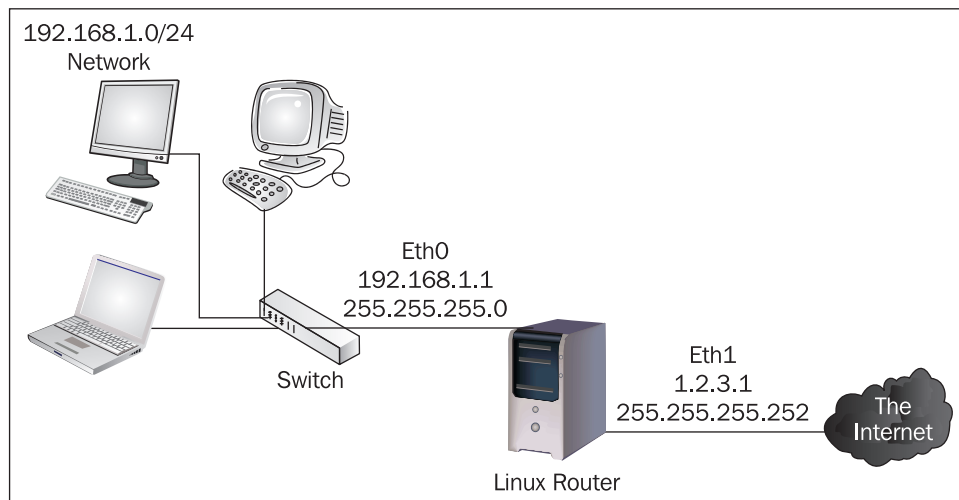 192.168.1.0/24
Network
Eth0
192.168.1.1
255.255.255.0
Switch
Eth1
1.2.3.1
255.255.255.252
The
Internet
Linux Router